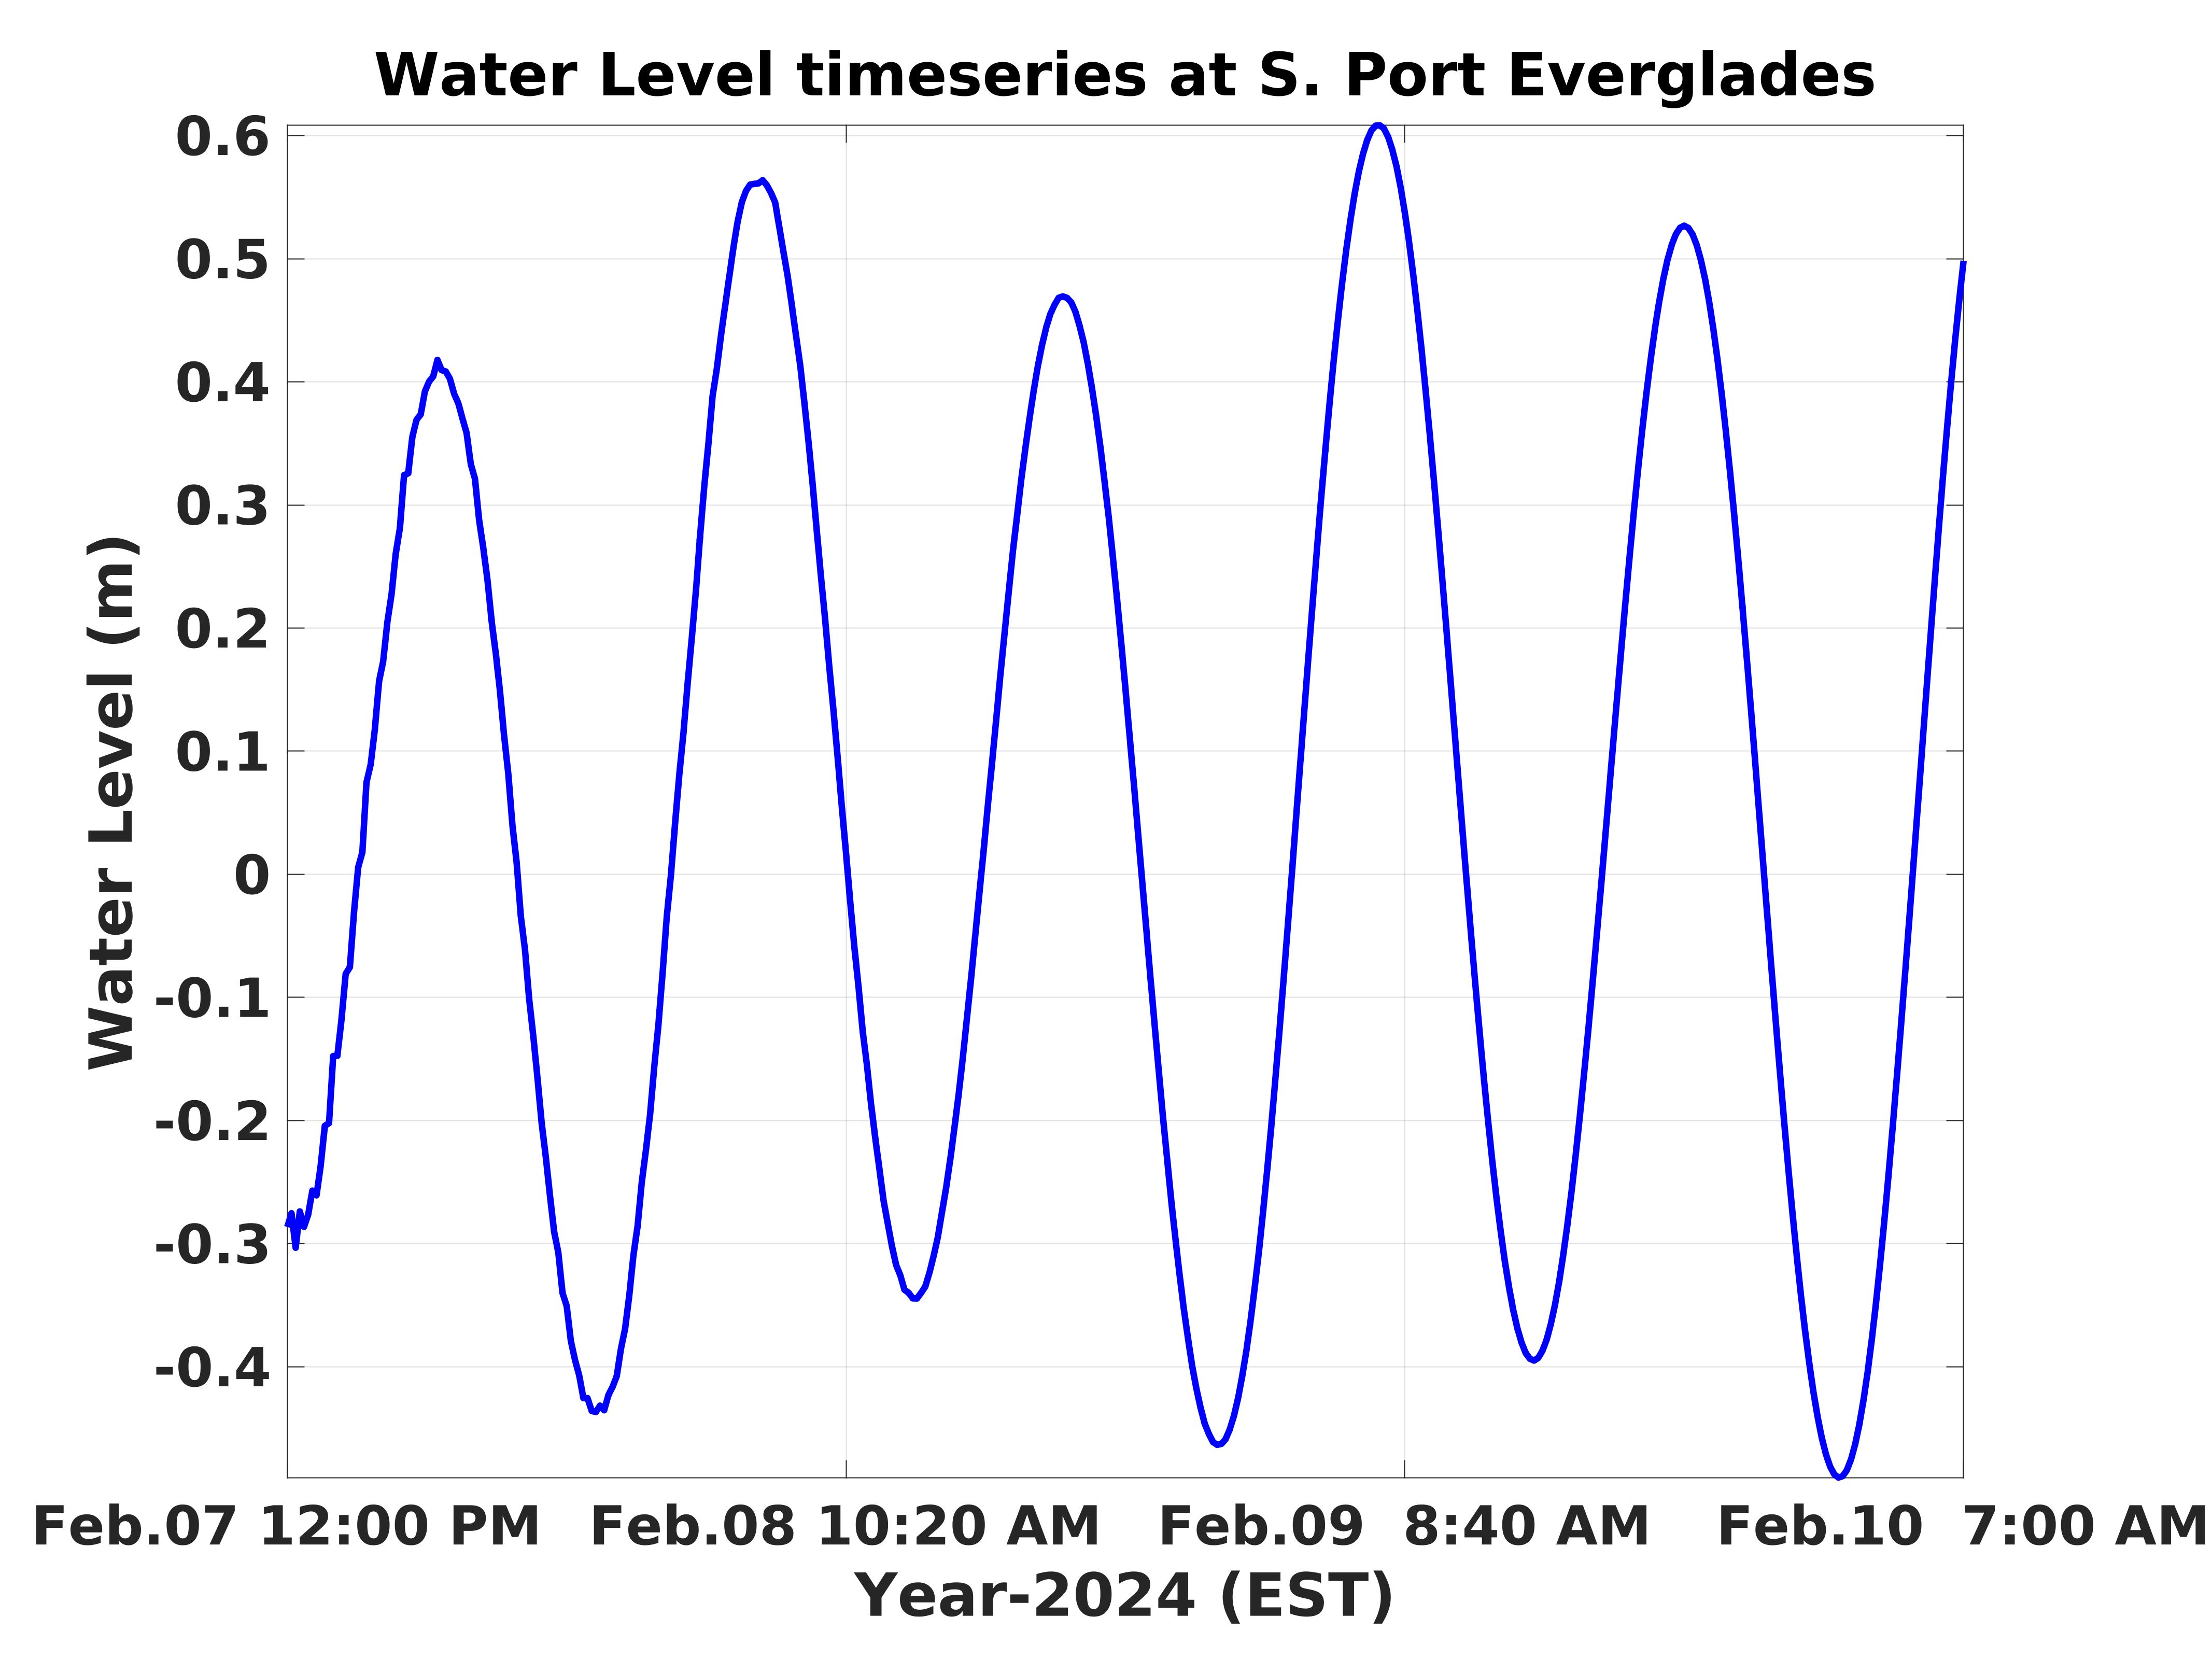 Water Level timeseries at S. Port Everglades
0.6
0.5
0.4
0.3
0.2
0.1
0
-0.1
-0.2
-0.3
-0.4
Water Level (m)
Feb.07 12:00 PM Feb.08 10:20 AM Feb.09 8:40 AM Feb.10 7:00 AM
Year-2024 (EST)